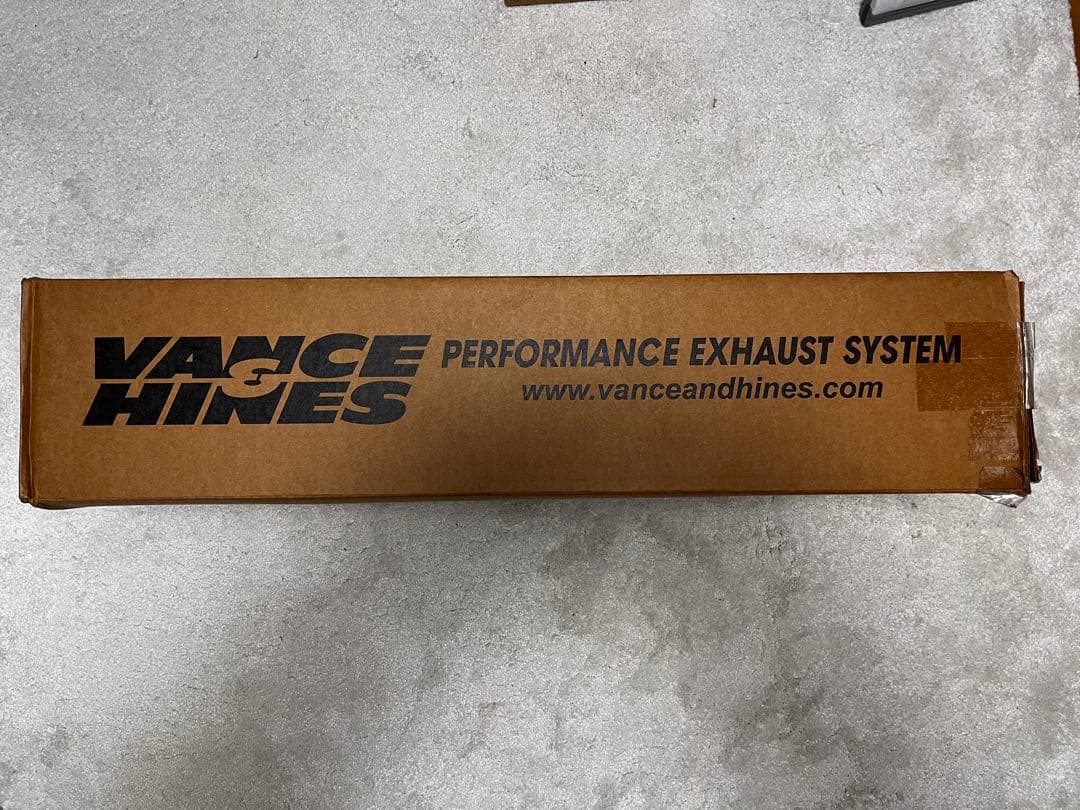 VANCE
&
HINES
PERFORMANCE EXHAUST SYSTEM
www.vanceandhines.com